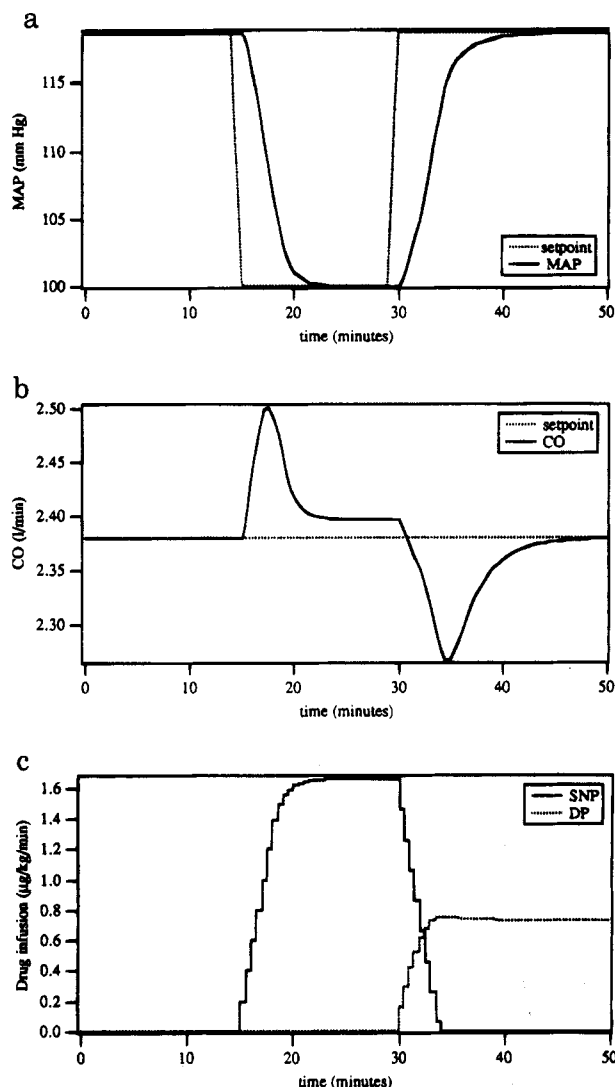 a
115
110
105
100
MAP (mm Hg)
setpoint
MAP
0 10 20 30 40 50
time (minutes)
b
2.50
2.45
2.40
2.35
2.30
CO (l/min)
setpoint
CO
0 10 20 30 40 50
time (minutes)
c
1.6
1.4
1.2
1.0
0.8
0.6
0.4
0.2
0.0
Drug infusion (μg/kg/min)
SNP
DP
0 10 20 30 40 50
time (minutes)